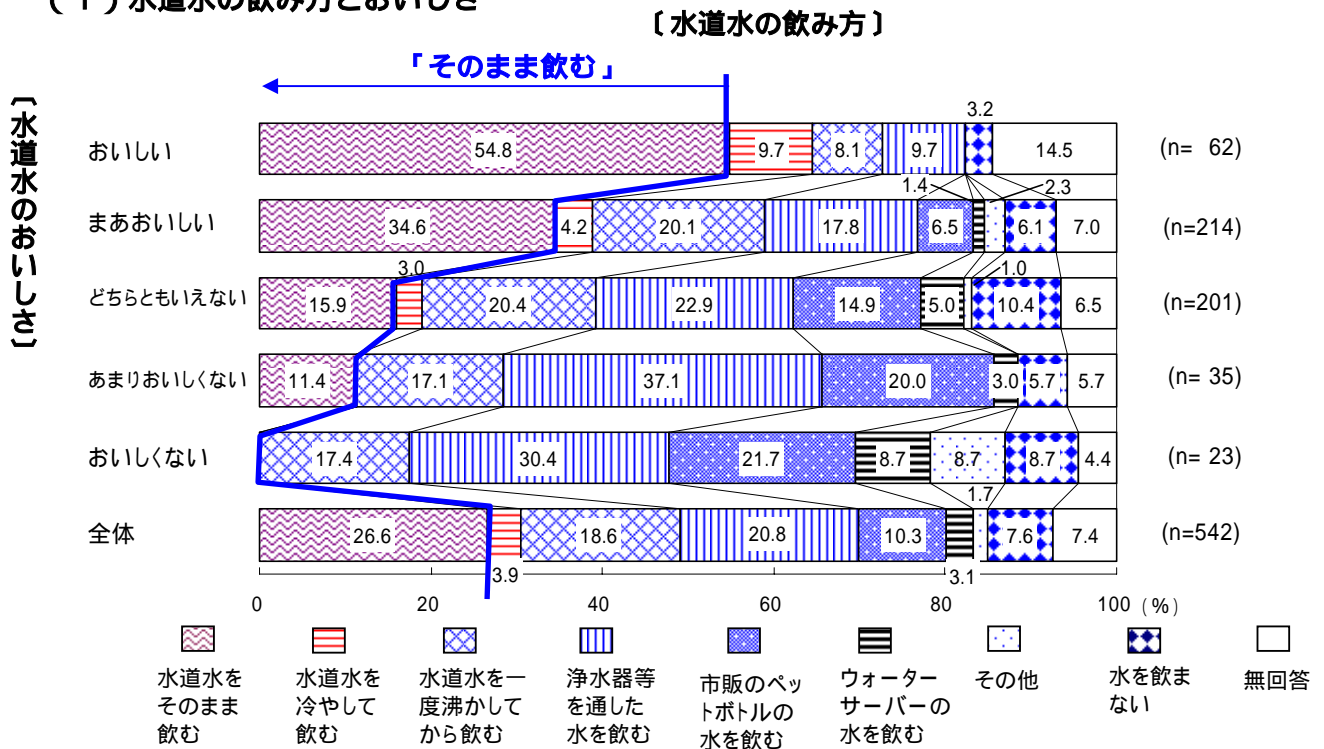 (1)水道水の飲み方とおいしさ
〔水道水の飲み方〕
「そのまま飲む」
〔水道水のおいしさ〕
3.2
おいしい 54.8 9.7 8.1 9.7 14.5 (n= 62)
1.4 2.3
まあおいしい 34.6 4.2 20.1 17.8 6.5 6.1 7.0 (n=214)
3.0 1.0
どちらともいえない 15.9 20.4 22.9 14.9 5.0 10.4 6.5 (n=201)
あまりおいしくない 11.4 17.1 37.1 20.0 3.0 5.7 5.7 (n= 35)
おいしくない 17.4 30.4 21.7 8.7 8.7 8.7 4.4 (n= 23)
1.7
全体 26.6 18.6 20.8 10.3 7.6 7.4 (n=542)
3.9 3.1
0 20 40 60 80 100 (%)
水道水を
そのまま
飲む
水道水を
冷やして
飲む
水道水を一
度沸かして
から飲む
浄水器等
を通した
水を飲む
市販のペッ
トボトルの
水を飲む
ウォーター
サーバーの
水を飲む
その他
水を飲ま
ない
無回答